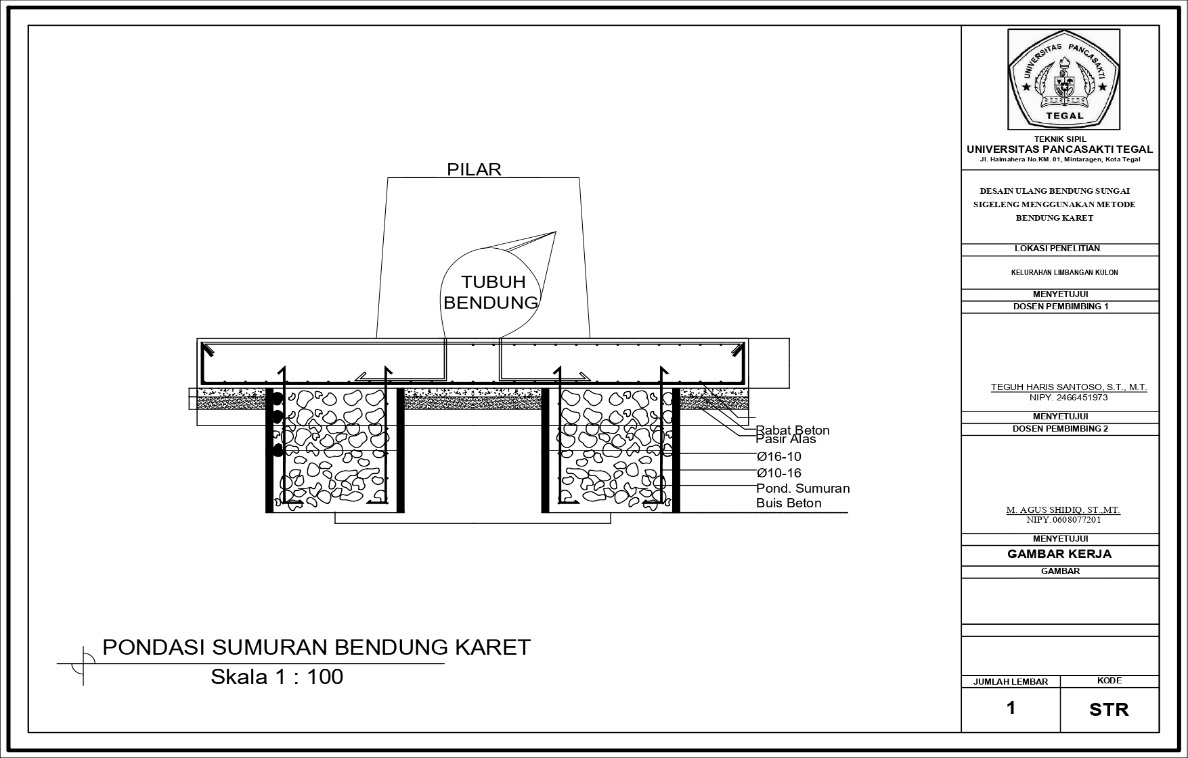 PILAR
TUBUH
BENDUNG
Rabat Beton
Pasir Alas
Ø16-10
Ø10-16
Pond. Sumuran
Buis Beton
PONDASI SUMURAN BENDUNG KARET
Skala 1 : 100
UNIVERSITAS PANCASAKTI
TEGAL
TEKNIK SIPIL
UNIVERSITAS PANCASAKTI TEGAL
Jl. Halmahera No.KM. 01, Mintaragen, Kota Tegal
DESAIN ULANG BENDUNG SUNGAI
SIGELENG MENGGUNAKAN METODE
BENDUNG KARET
LOKASI PENELITIAN
KELURAHAN LIMBANGAN KULON
MENYETUJUI
DOSEN PEMBIMBING 1
TEGUH HARIS SANTOSO, S.T., M.T.
NIPY. 2466451973
MENYETUJUI
DOSEN PEMBIMBING 2
M. AGUS SHIDIQ, ST.,MT.
NIPY.0608077201
MENYETUJUI
GAMBAR KERJA
GAMBAR
JUMLAH LEMBAR
KODE
1
STR